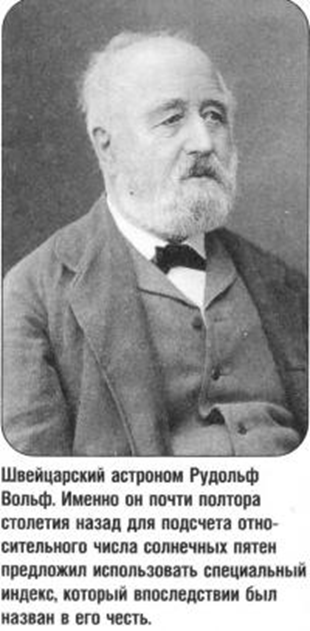 Швейцарский астроном Рудольф
Вольф. Именно он почти полтора
столетия назад для подсчета отно-
сительного числа солнечных пятен
предложил использовать специальный
индекс, который впоследствии был
назван в его честь.